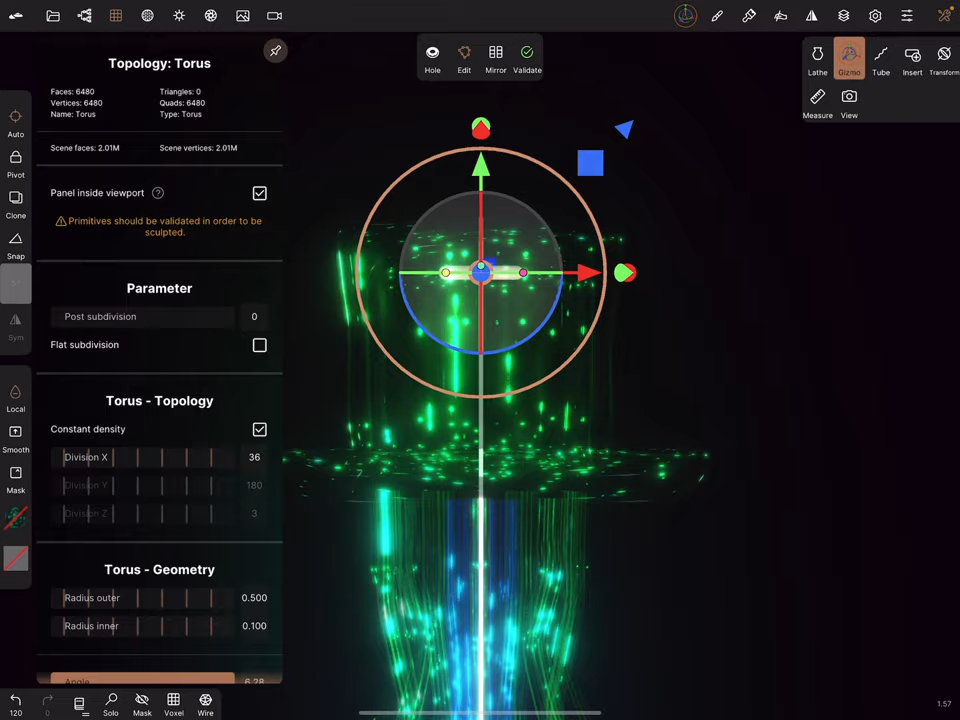 Topology: Torus
Faces: 6480
Triangles: 0
Vertices: 6480
Quads: 6480
Name: Torus
Type: Torus
Scene faces: 2.01M
Scene vertices: 2.01M
Panel inside viewport
?
Primitives should be validated in order to be
sculpted.
Parameter
Post subdivision
0
Flat subdivision
Torus - Topology
Constant density
Division X
36
Division Y
180
Division Z
3
Torus - Geometry
Radius outer
0.500
Radius inner
0.100
Angle
6.28
Auto
Pivot
Clone
Snap
Sym
Local
Smooth
Mask
Hole
Edit
Mirror
Validate
Lathe
Gizmo
Tube
Insert
Transform
Measure
View
120
0
Solo
Mask
Voxel
Wire
1.57